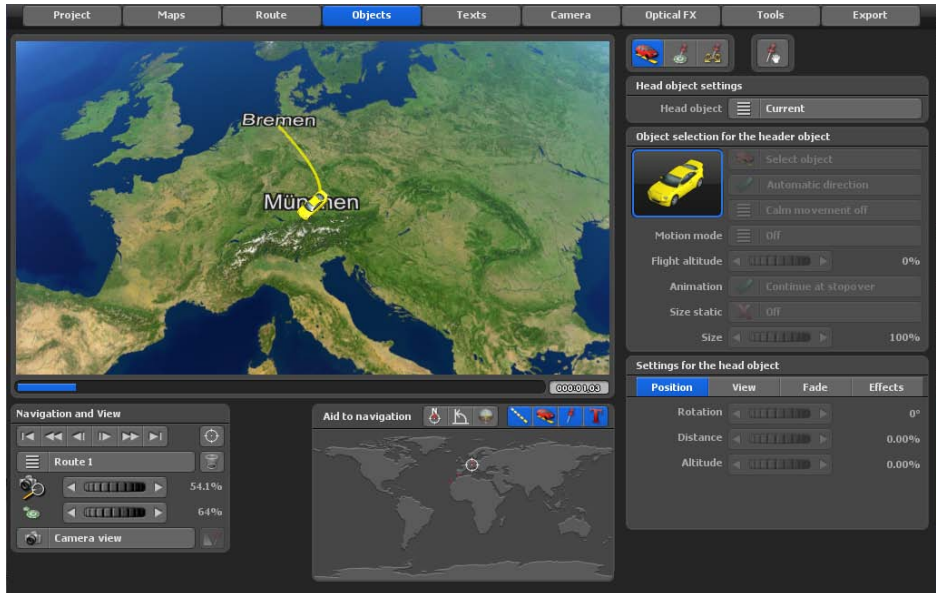 Project Maps Route Objects Texts Camera Optical FX Tools Export
Bremen
München
000:01,03
Head object settings
Head object Current
Object selection for the header object
Select object
Automatic direction
Calm movement off
Motion mode Off
Flight altitude 0%
Animation Continue at stopover
Size static Off
Size 100%
Settings for the head object
Position View Fade Effects
Rotation 0°
Distance 0.00%
Altitude 0.00%
Navigation and View
Route 1
54.1%
64%
Camera view
Aid to navigation